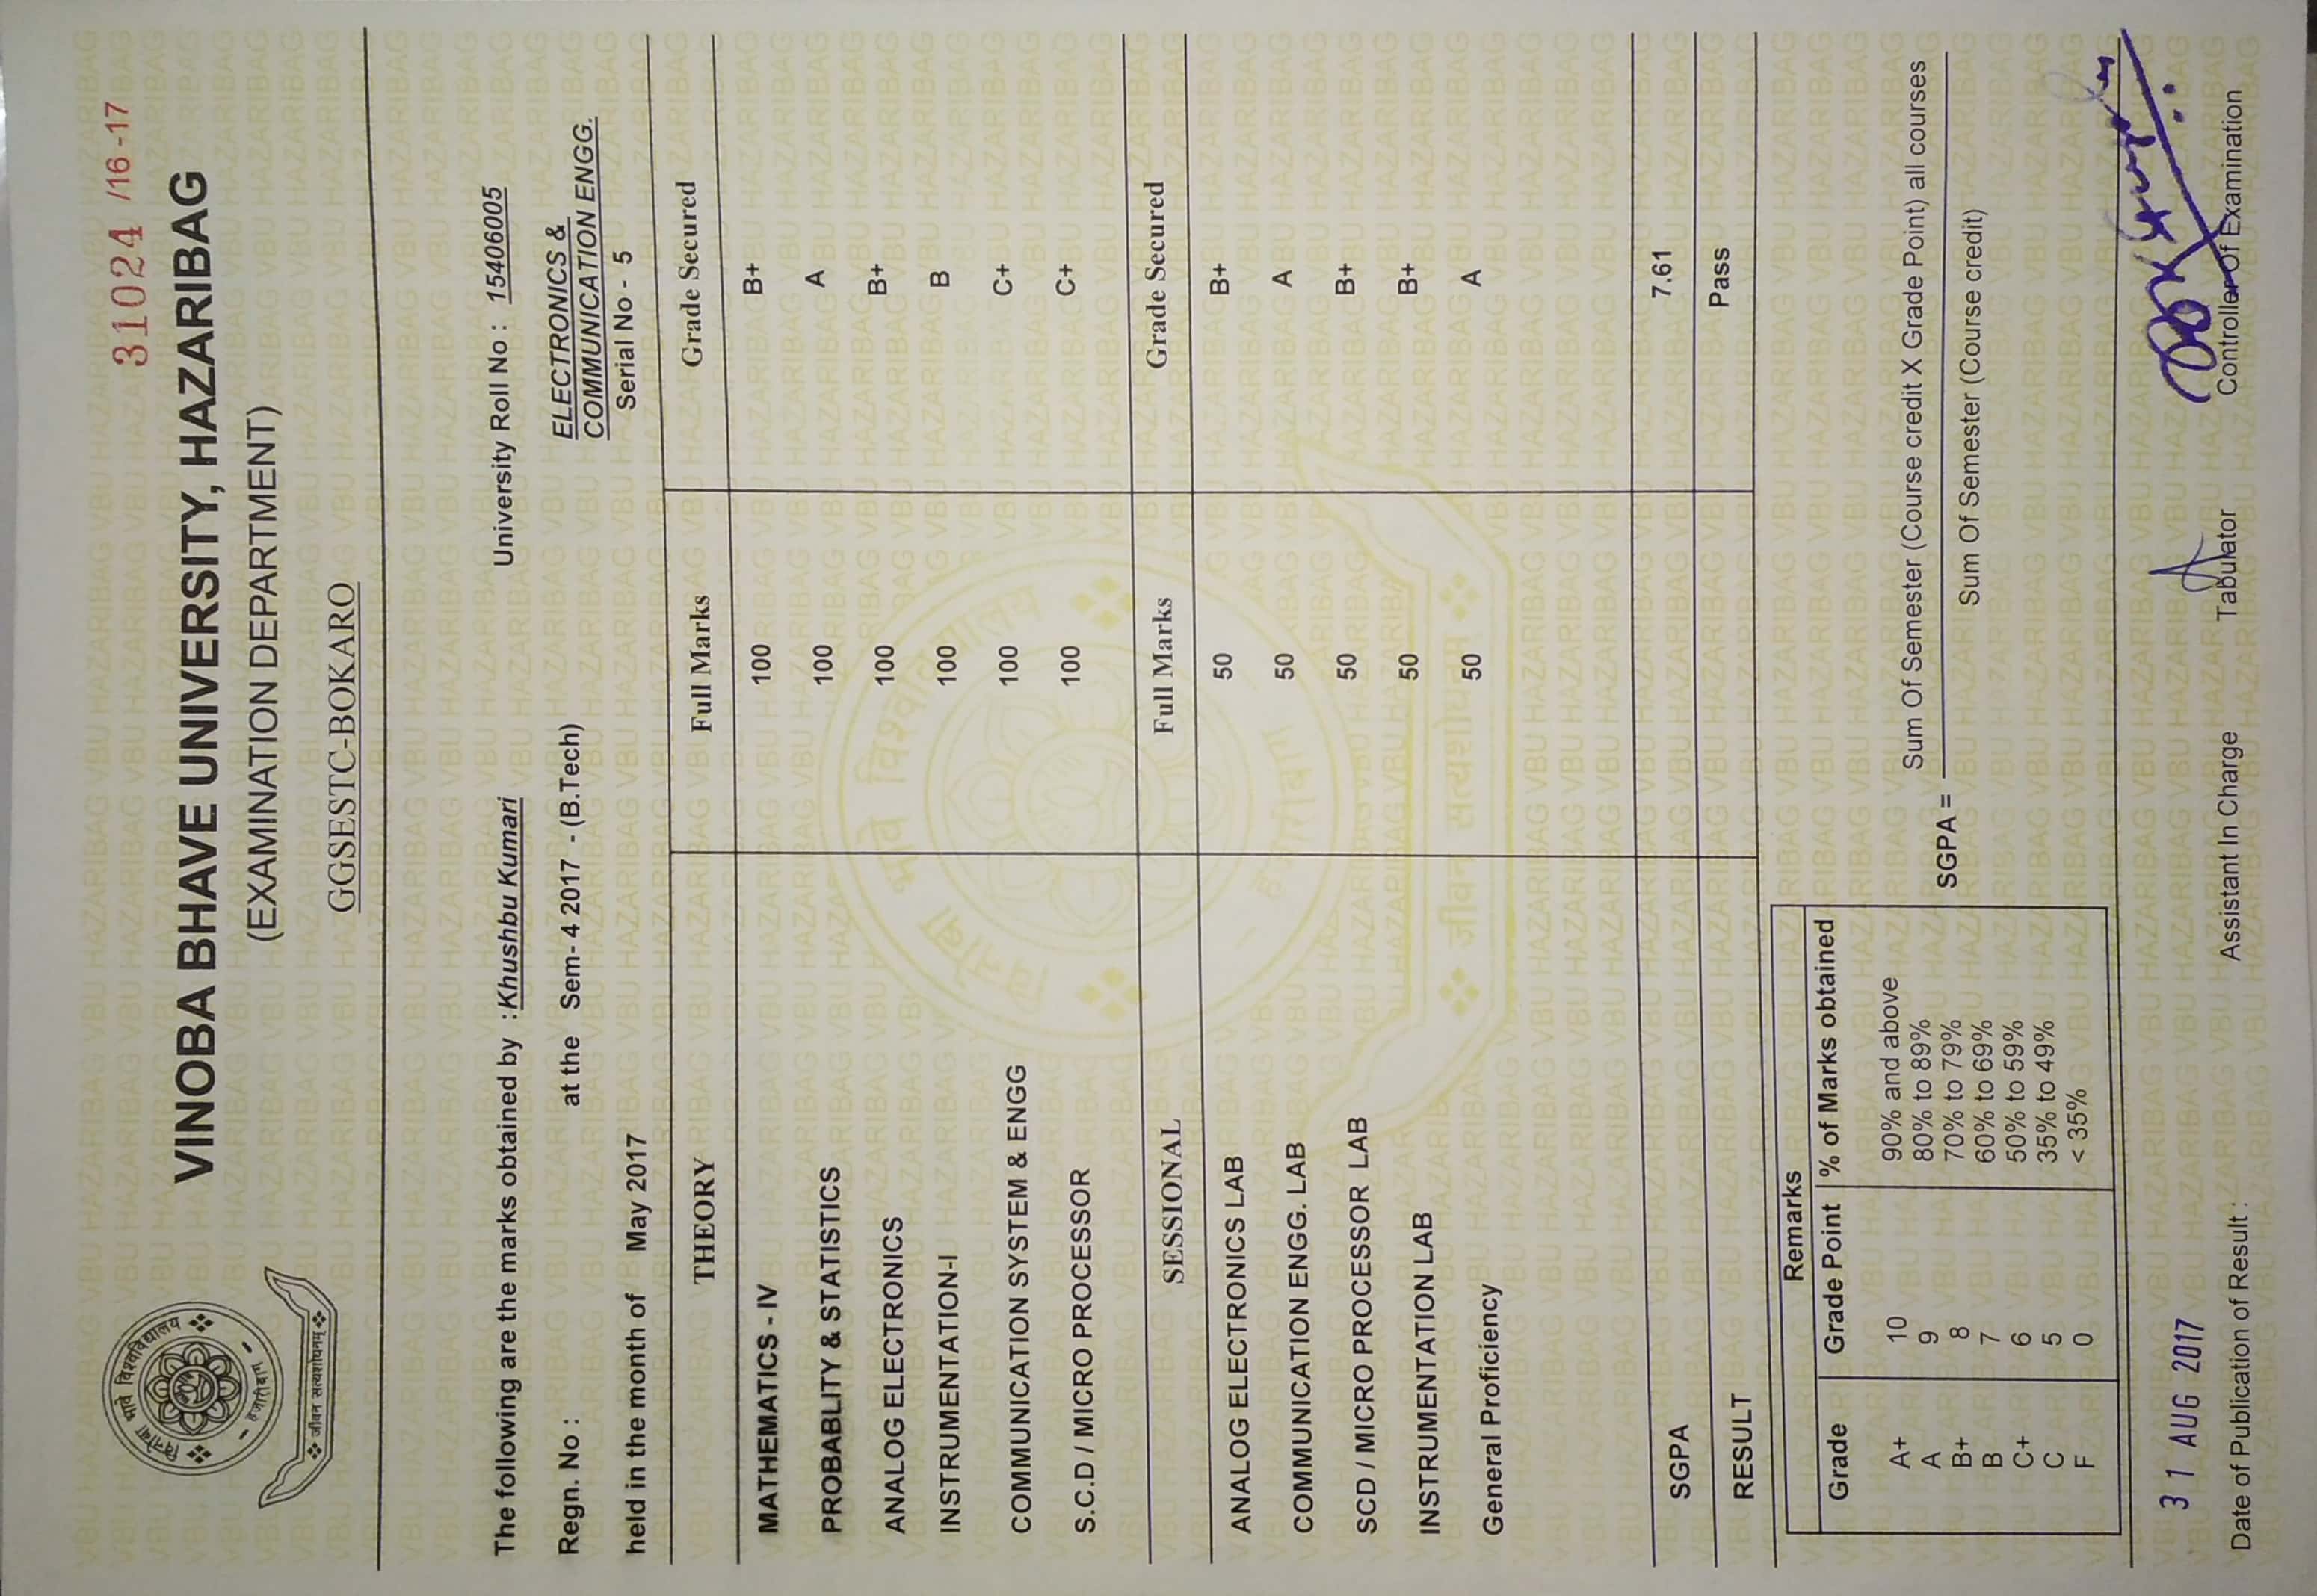 31024 /16-17
VINOBA BHAVE UNIVERSITY, HAZARIBAG
(EXAMINATION DEPARTMENT)
GGSESTC-BOKARO
विनोबा भावे विश्वविद्यालय
हजारीबाग
जीवन सत्यशोधनम्
The following are the marks obtained by : Khushbu Kumari University Roll No : 15406005
Regn. No : at the Sem- 4 2017 - (B.Tech) ELECTRONICS &
COMMUNICATION ENGG.
held in the month of May 2017 Serial No - 5
THEORY Full Marks Grade Secured
MATHEMATICS - IV 100 B+
PROBABLITY & STATISTICS 100 A
ANALOG ELECTRONICS 100 B+
INSTRUMENTATION-I 100 B
COMMUNICATION SYSTEM & ENGG 100 C+
S.C.D / MICRO PROCESSOR 100 C+
SESSIONAL Full Marks Grade Secured
ANALOG ELECTRONICS LAB 50 B+
COMMUNICATION ENGG. LAB 50 A
SCD / MICRO PROCESSOR LAB 50 B+
INSTRUMENTATION LAB 50 B+
General Proficiency 50 A
SGPA 7.61
RESULT Pass
Remarks
Grade Grade Point % of Marks obtained
A+ 10 90% and above
A 9 80% to 89%
B+ 8 70% to 79%
B 7 60% to 69%
C+ 6 50% to 59%
C 5 35% to 49%
F 0 < 35%
Sum Of Semester (Course credit X Grade Point) all courses
SGPA =
Sum Of Semester (Course credit)
31 AUG 2017
Date of Publication of Result : Assistant In Charge Tabulator Controller Of Examination